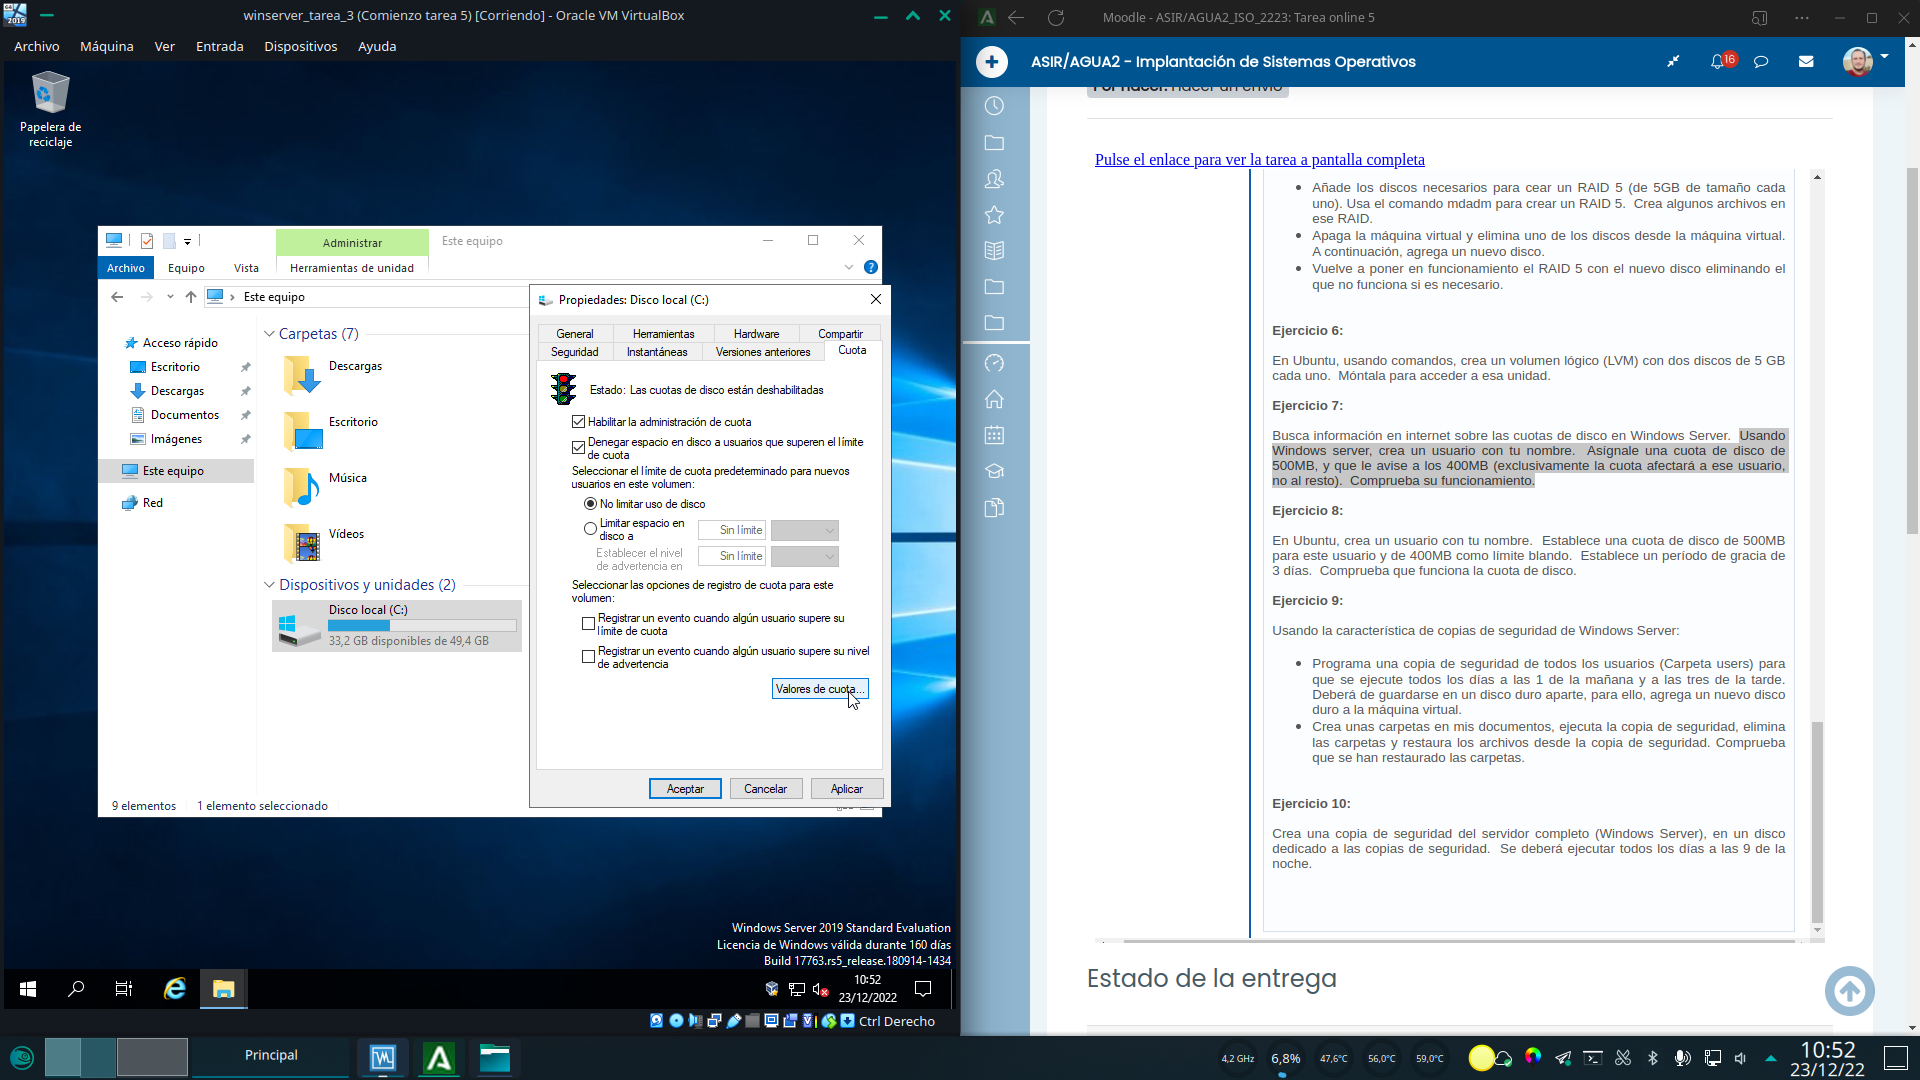 winserver_tarea_3 (Comienzo tarea 5) [Corriendo] - Oracle VM VirtualBox
Archivo Máquina Ver Entrada Dispositivos Ayuda
Papelera de
reciclaje
Administrar
Este equipo
Archivo Equipo Vista Herramientas de unidad
Este equipo
Acceso rápido
Escritorio
Descargas
Documentos
Imágenes
Este equipo
Red
Carpetas (7)
Descargas
Escritorio
Música
Vídeos
Dispositivos y unidades (2)
Disco local (C:)
33,2 GB disponibles de 49,4 GB
9 elementos 1 elemento seleccionado
Propiedades: Disco local (C:)
General Herramientas Hardware Compartir
Seguridad Instantáneas Versiones anteriores Cuota
Estado: Las cuotas de disco están deshabilitadas
Habilitar la administración de cuota
Denegar espacio en disco a usuarios que superen el límite
de cuota
Seleccionar el límite de cuota predeterminado para nuevos
usuarios en este volumen:
No limitar uso de disco
Limitar espacio en
disco a
Sin límite
Establecer el nivel
de advertencia en
Sin límite
Seleccionar las opciones de registro de cuota para este
volumen:
Registrar un evento cuando algún usuario supere su
límite de cuota
Registrar un evento cuando algún usuario supere su nivel
de advertencia
Valores de cuota...
Aceptar Cancelar Aplicar
Windows Server 2019 Standard Evaluation
Licencia de Windows válida durante 160 días
Build 17763.rs5_release.180914-1434
10:52
23/12/2022
Ctrl Derecho
Moodle - ASIR/AGUA2_ISO_2223: Tarea online 5
ASIR/AGUA2 - Implantación de Sistemas Operativos
16
Por hacer: Hacer un envío
Pulse el enlace para ver la tarea a pantalla completa
Añade los discos necesarios para cear un RAID 5 (de 5GB de tamaño cada
uno). Usa el comando mdadm para crear un RAID 5. Crea algunos archivos en
ese RAID.
Apaga la máquina virtual y elimina uno de los discos desde la máquina virtual.
A continuación, agrega un nuevo disco.
Vuelve a poner en funcionamiento el RAID 5 con el nuevo disco eliminando el
que no funciona si es necesario.
Ejercicio 6:
En Ubuntu, usando comandos, crea un volumen lógico (LVM) con dos discos de 5 GB
cada uno. Móntala para acceder a esa unidad.
Ejercicio 7:
Busca información en internet sobre las cuotas de disco en Windows Server. Usando
Windows server, crea un usuario con tu nombre. Asígnale una cuota de disco de
500MB, y que le avise a los 400MB (exclusivamente la cuota afectará a ese usuario,
no al resto). Comprueba su funcionamiento.
Ejercicio 8:
En Ubuntu, crea un usuario con tu nombre. Establece una cuota de disco de 500MB
para este usuario y de 400MB como límite blando. Establece un período de gracia de
3 días. Comprueba que funciona la cuota de disco.
Ejercicio 9:
Usando la característica de copias de seguridad de Windows Server:
Programa una copia de seguridad de todos los usuarios (Carpeta users) para
que se ejecute todos los días a las 1 de la mañana y a las tres de la tarde.
Deberá de guardarse en un disco duro aparte, para ello, agrega un nuevo disco
duro a la máquina virtual.
Crea unas carpetas en mis documentos, ejecuta la copia de seguridad, elimina
las carpetas y restaura los archivos desde la copia de seguridad. Comprueba
que se han restaurado las carpetas.
Ejercicio 10:
Crea una copia de seguridad del servidor completo (Windows Server), en un disco
dedicado a las copias de seguridad. Se deberá ejecutar todos los días a las 9 de la
noche.
Estado de la entrega
Principal
4,2 GHz 6,8% 47,6°C 56,0°C 59,0°C
10:52
23/12/22